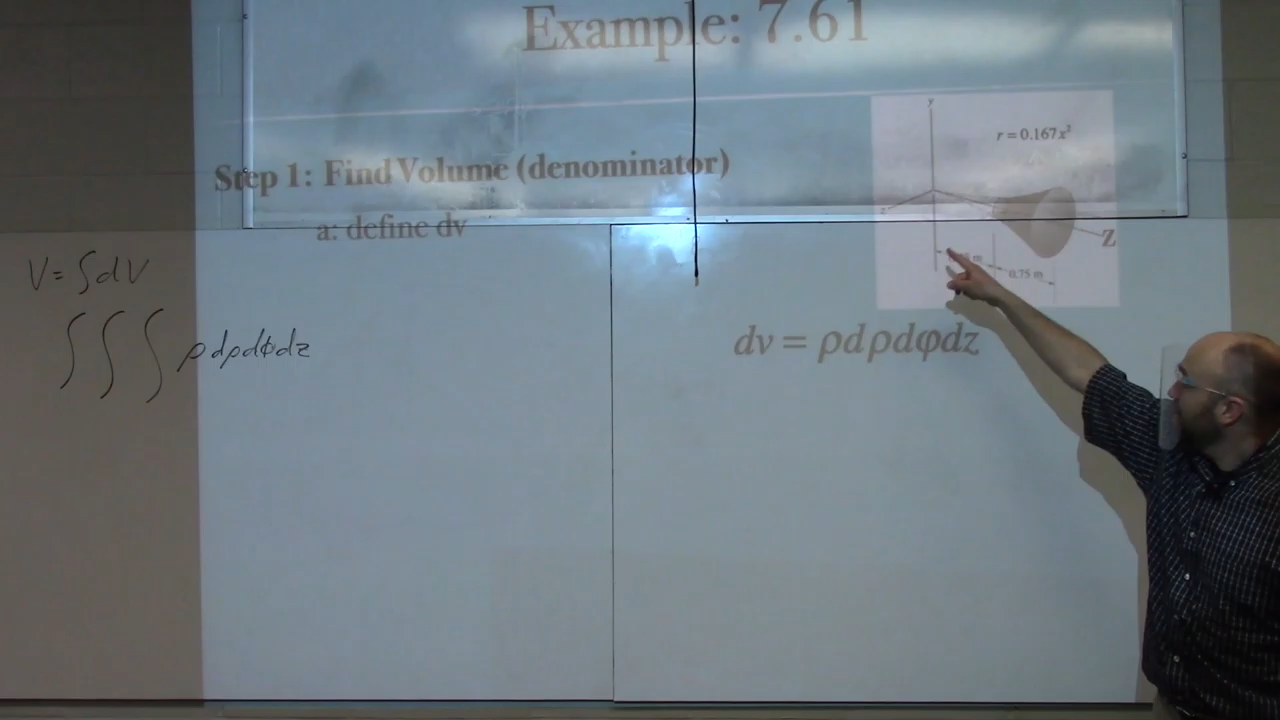 Example: 7.61
Step 1: Find Volume (denominator)
a: define dv
y
r = 0.167x³
z
Z
m
0.75 m
V = ∫dV
∫∫∫ ρdρdϕdz
dv = ρdρdφdz